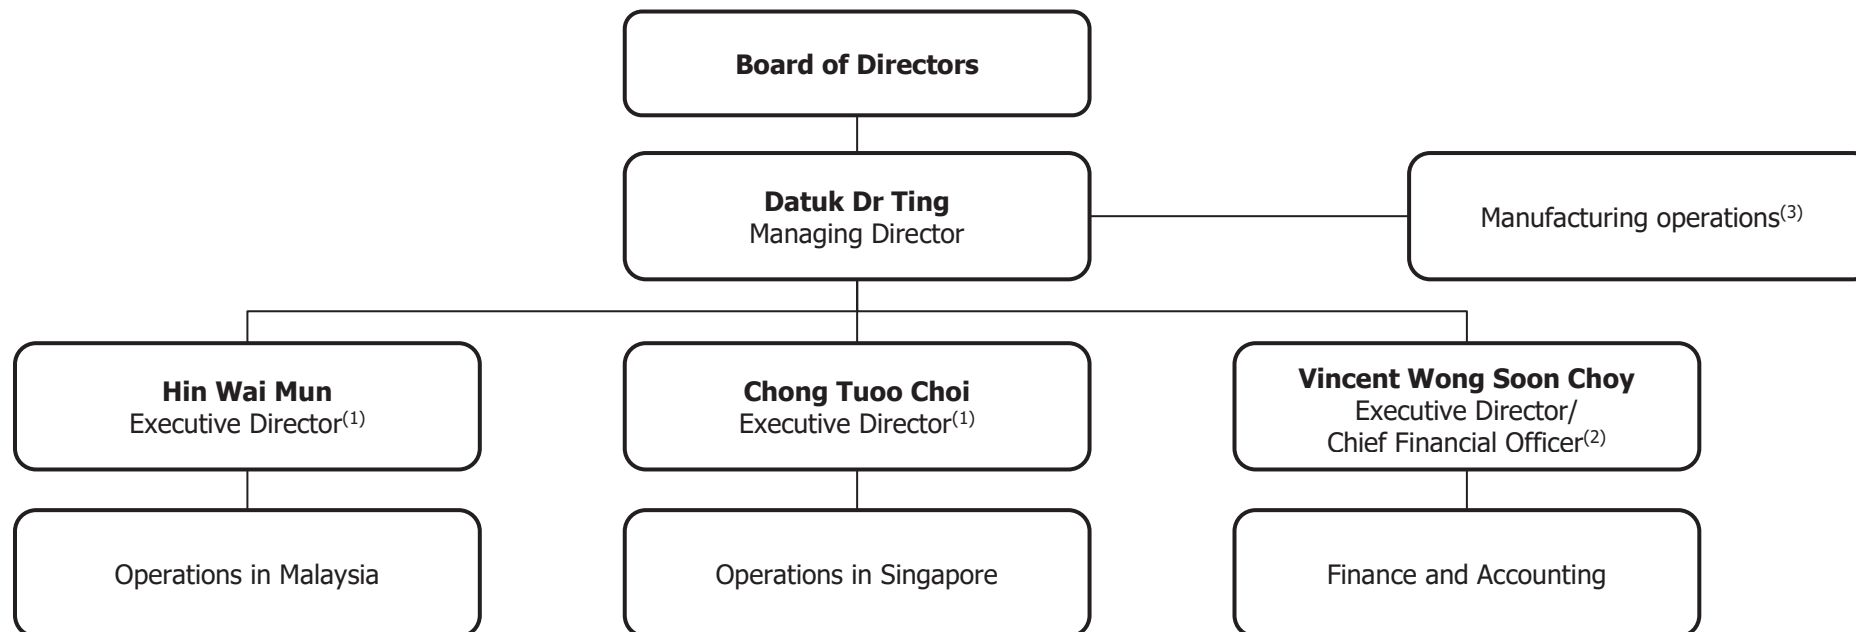 Board of Directors
Datuk Dr Ting
Managing Director
Manufacturing operations(3)
Hin Wai Mun
Executive Director(1)
Chong Tuoo Choi
Executive Director(1)
Vincent Wong Soon Choy
Executive Director/
Chief Financial Officer(2)
Operations in Malaysia
Operations in Singapore
Finance and Accounting